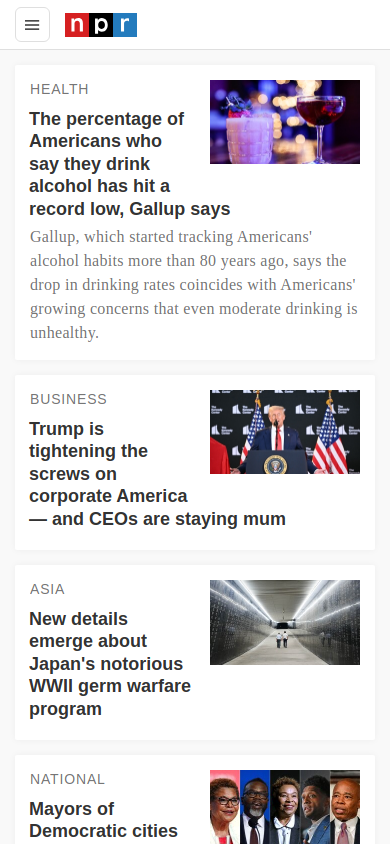 npr
HEALTH
The percentage of
Americans who
say they drink
alcohol has hit a
record low, Gallup says
Gallup, which started tracking Americans'
alcohol habits more than 80 years ago, says the
drop in drinking rates coincides with Americans'
growing concerns that even moderate drinking is
unhealthy.
BUSINESS
Trump is
tightening the
screws on
corporate America
— and CEOs are staying mum
ASIA
New details
emerge about
Japan's notorious
WWII germ warfare
program
NATIONAL
Mayors of
Democratic cities